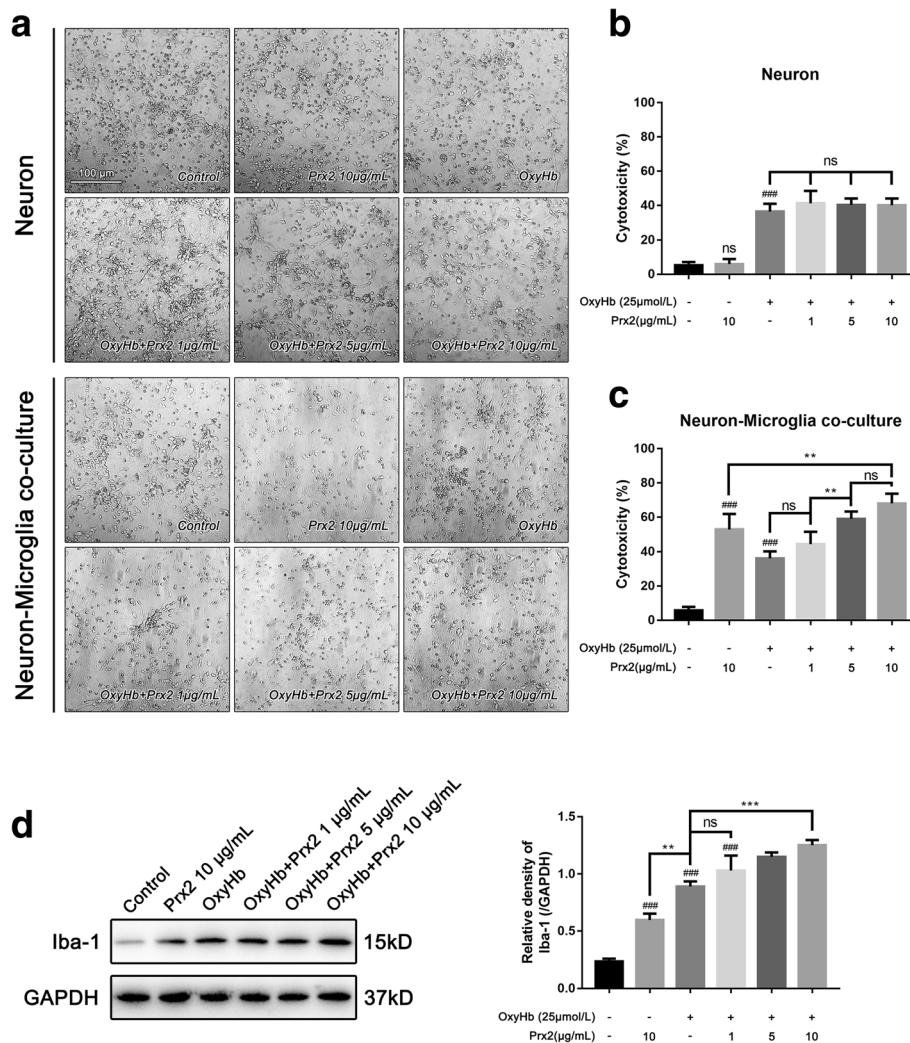 a
Neuron
Control
Prx2 10μg/mL
OxyHb
100 μm
OxyHb+Prx2 1μg/mL
OxyHb+Prx2 5μg/mL
OxyHb+Prx2 10μg/mL
Neuron-Microglia co-culture
Control
Prx2 10μg/mL
OxyHb
OxyHb+Prx2 1μg/mL
OxyHb+Prx2 5μg/mL
OxyHb+Prx2 10μg/mL
b
Neuron
Cytotoxicity (%)
100
80
60
40
20
0
ns
###
ns
OxyHb (25μmol/L) - - + + + +
Prx2(μg/mL) - 10 - 1 5 10
c
Neuron-Microglia co-culture
Cytotoxicity (%)
100
80
60
40
20
0
**
ns
** 
ns
###
###
OxyHb (25μmol/L) - - + + + +
Prx2(μg/mL) - 10 - 1 5 10
d
Control
Prx2 10 μg/mL
OxyHb
OxyHb+Prx2 1 μg/mL
OxyHb+Prx2 5 μg/mL
OxyHb+Prx2 10 μg/mL
Iba-1 15kD
GAPDH 37kD
Relative density of
Iba-1 (/GAPDH)
1.5
1.0
0.5
0.0
***
ns
**
###
###
###
OxyHb (25μmol/L) - - + + + +
Prx2(μg/mL) - 10 - 1 5 10